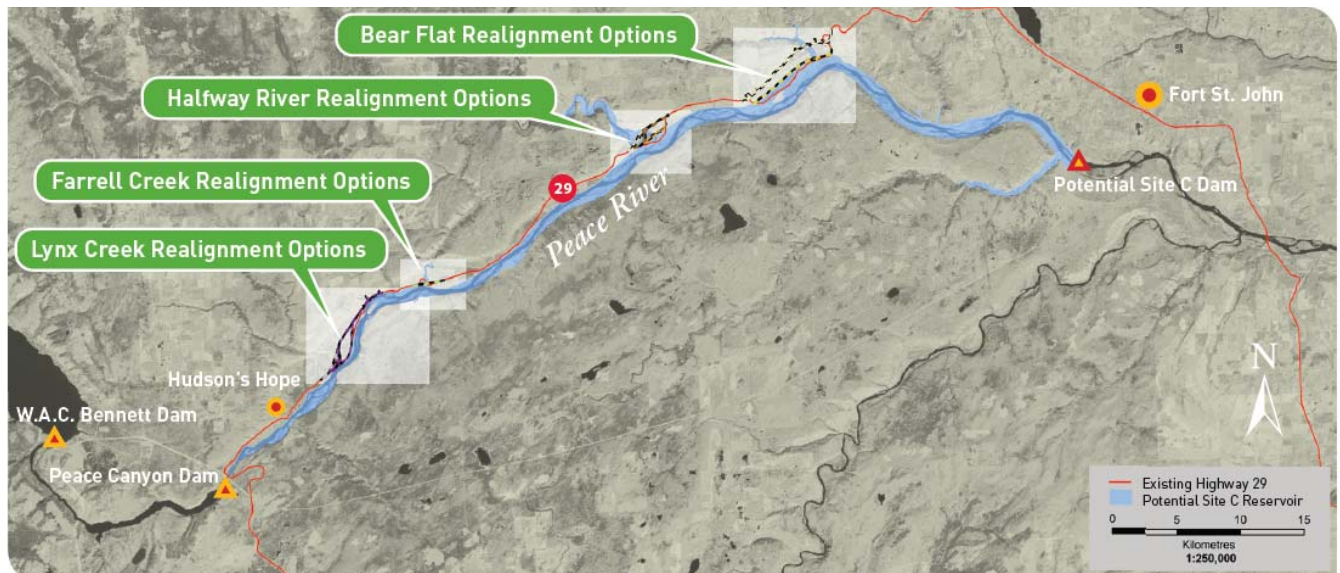 Bear Flat Realignment Options
Halfway River Realignment Options
Farrell Creek Realignment Options
Lynx Creek Realignment Options
Fort St. John
Potential Site C Dam
29
Peace River
Hudson's Hope
W.A.C. Bennett Dam
Peace Canyon Dam
N
Existing Highway 29
Potential Site C Reservoir
0 5 10 15
Kilometres
1:250,000